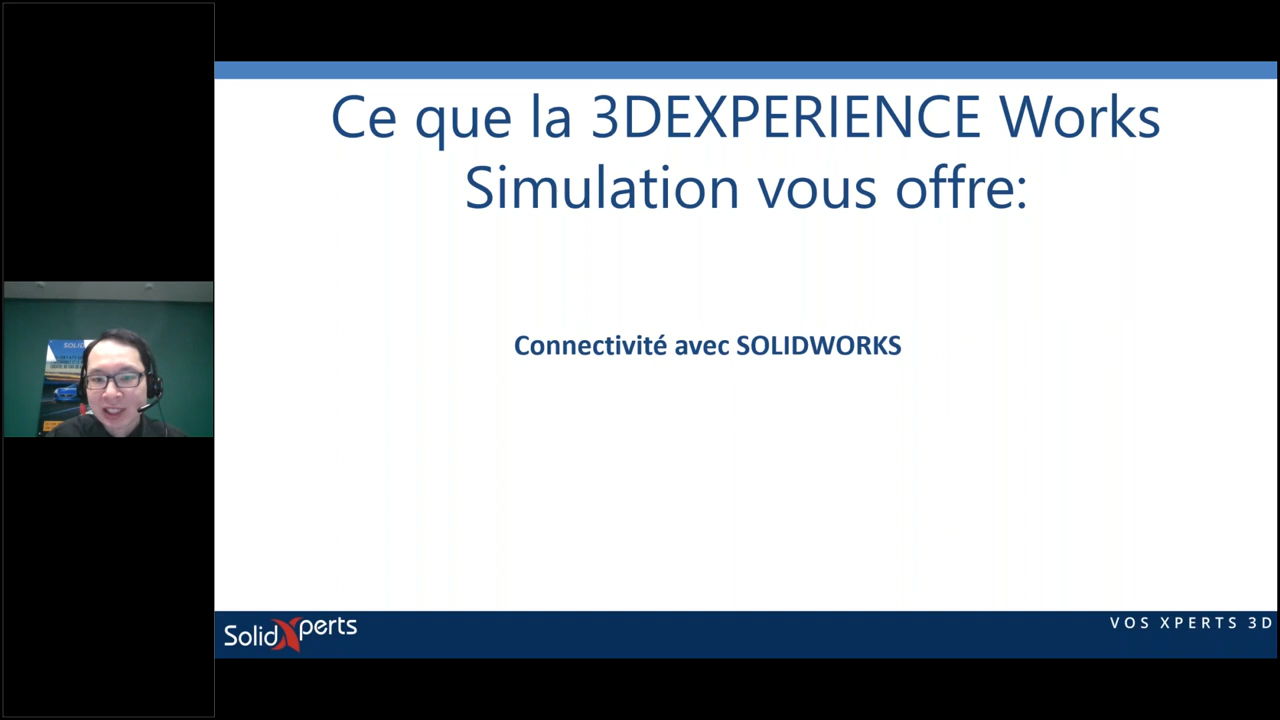 Ce que la 3DEXPERIENCE Works
Simulation vous offre:
Connectivité avec SOLIDWORKS
SolidXperts
VOS XPERTS 3D